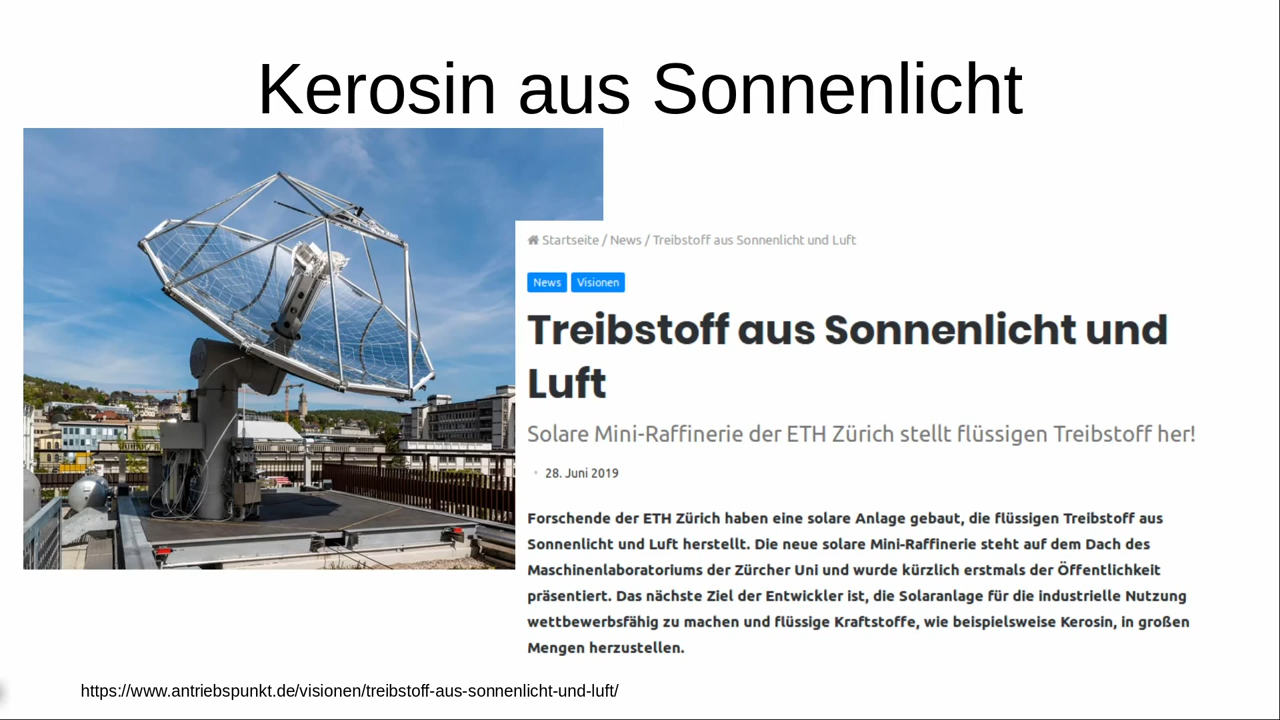 Kerosin aus Sonnenlicht
Startseite / News / Treibstoff aus Sonnenlicht und Luft
News Visionen
Treibstoff aus Sonnenlicht und
Luft
Solare Mini-Raffinerie der ETH Zürich stellt flüssigen Treibstoff her!
28. Juni 2019
Forschende der ETH Zürich haben eine solare Anlage gebaut, die flüssigen Treibstoff aus
Sonnenlicht und Luft herstellt. Die neue solare Mini-Raffinerie steht auf dem Dach des
Maschinenlaboratoriums der Zürcher Uni und wurde kürzlich erstmals der Öffentlichkeit
präsentiert. Das nächste Ziel der Entwickler ist, die Solaranlage für die industrielle Nutzung
wettbewerbsfähig zu machen und flüssige Kraftstoffe, wie beispielsweise Kerosin, in großen
Mengen herzustellen.
https://www.antriebspunkt.de/visionen/treibstoff-aus-sonnenlicht-und-luft/